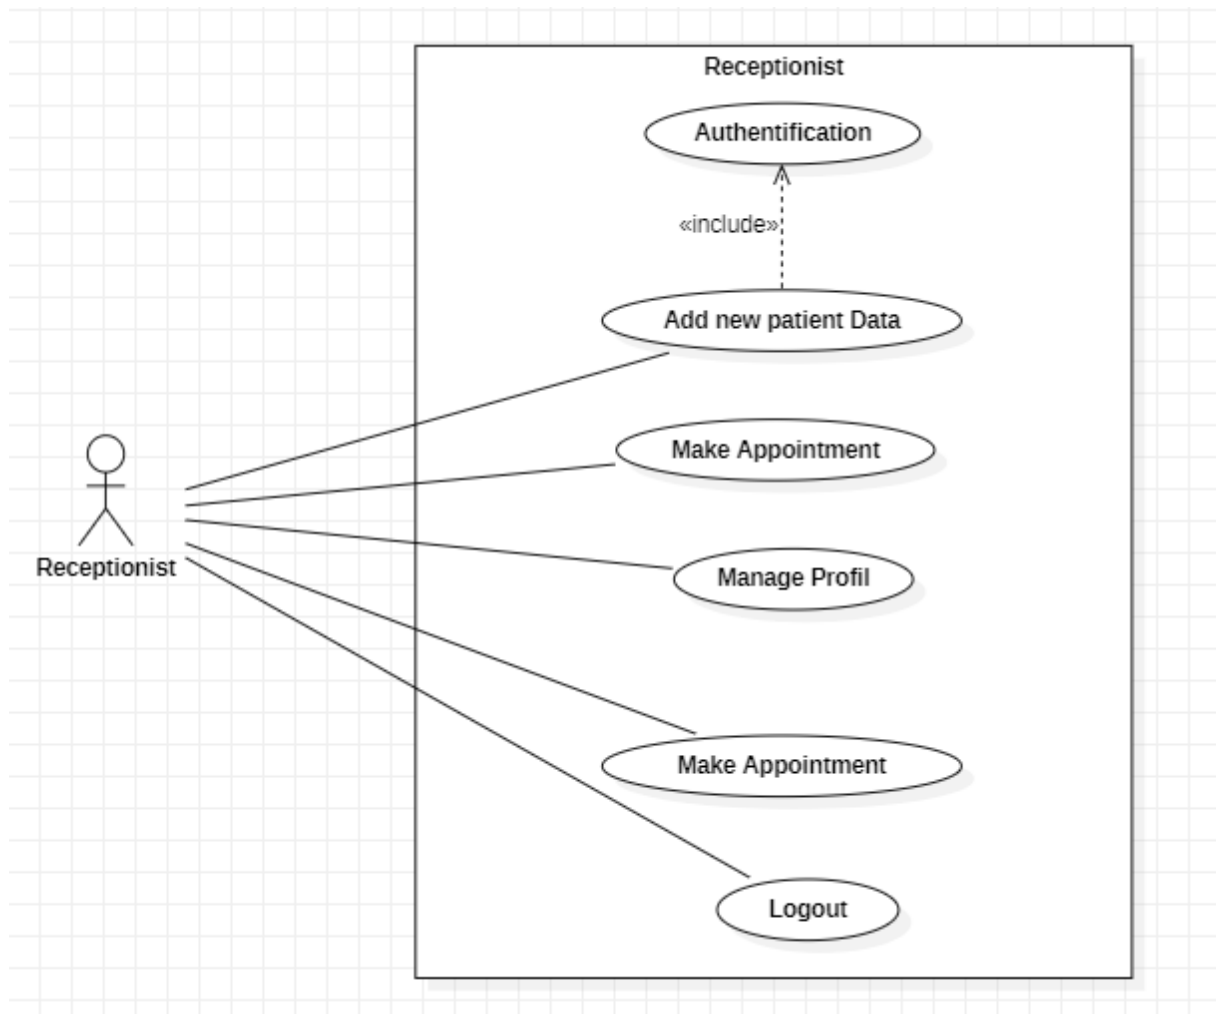 Receptionist
Authentification
«include»
Add new patient Data
Make Appointment
Receptionist
Manage Profil
Make Appointment
Logout